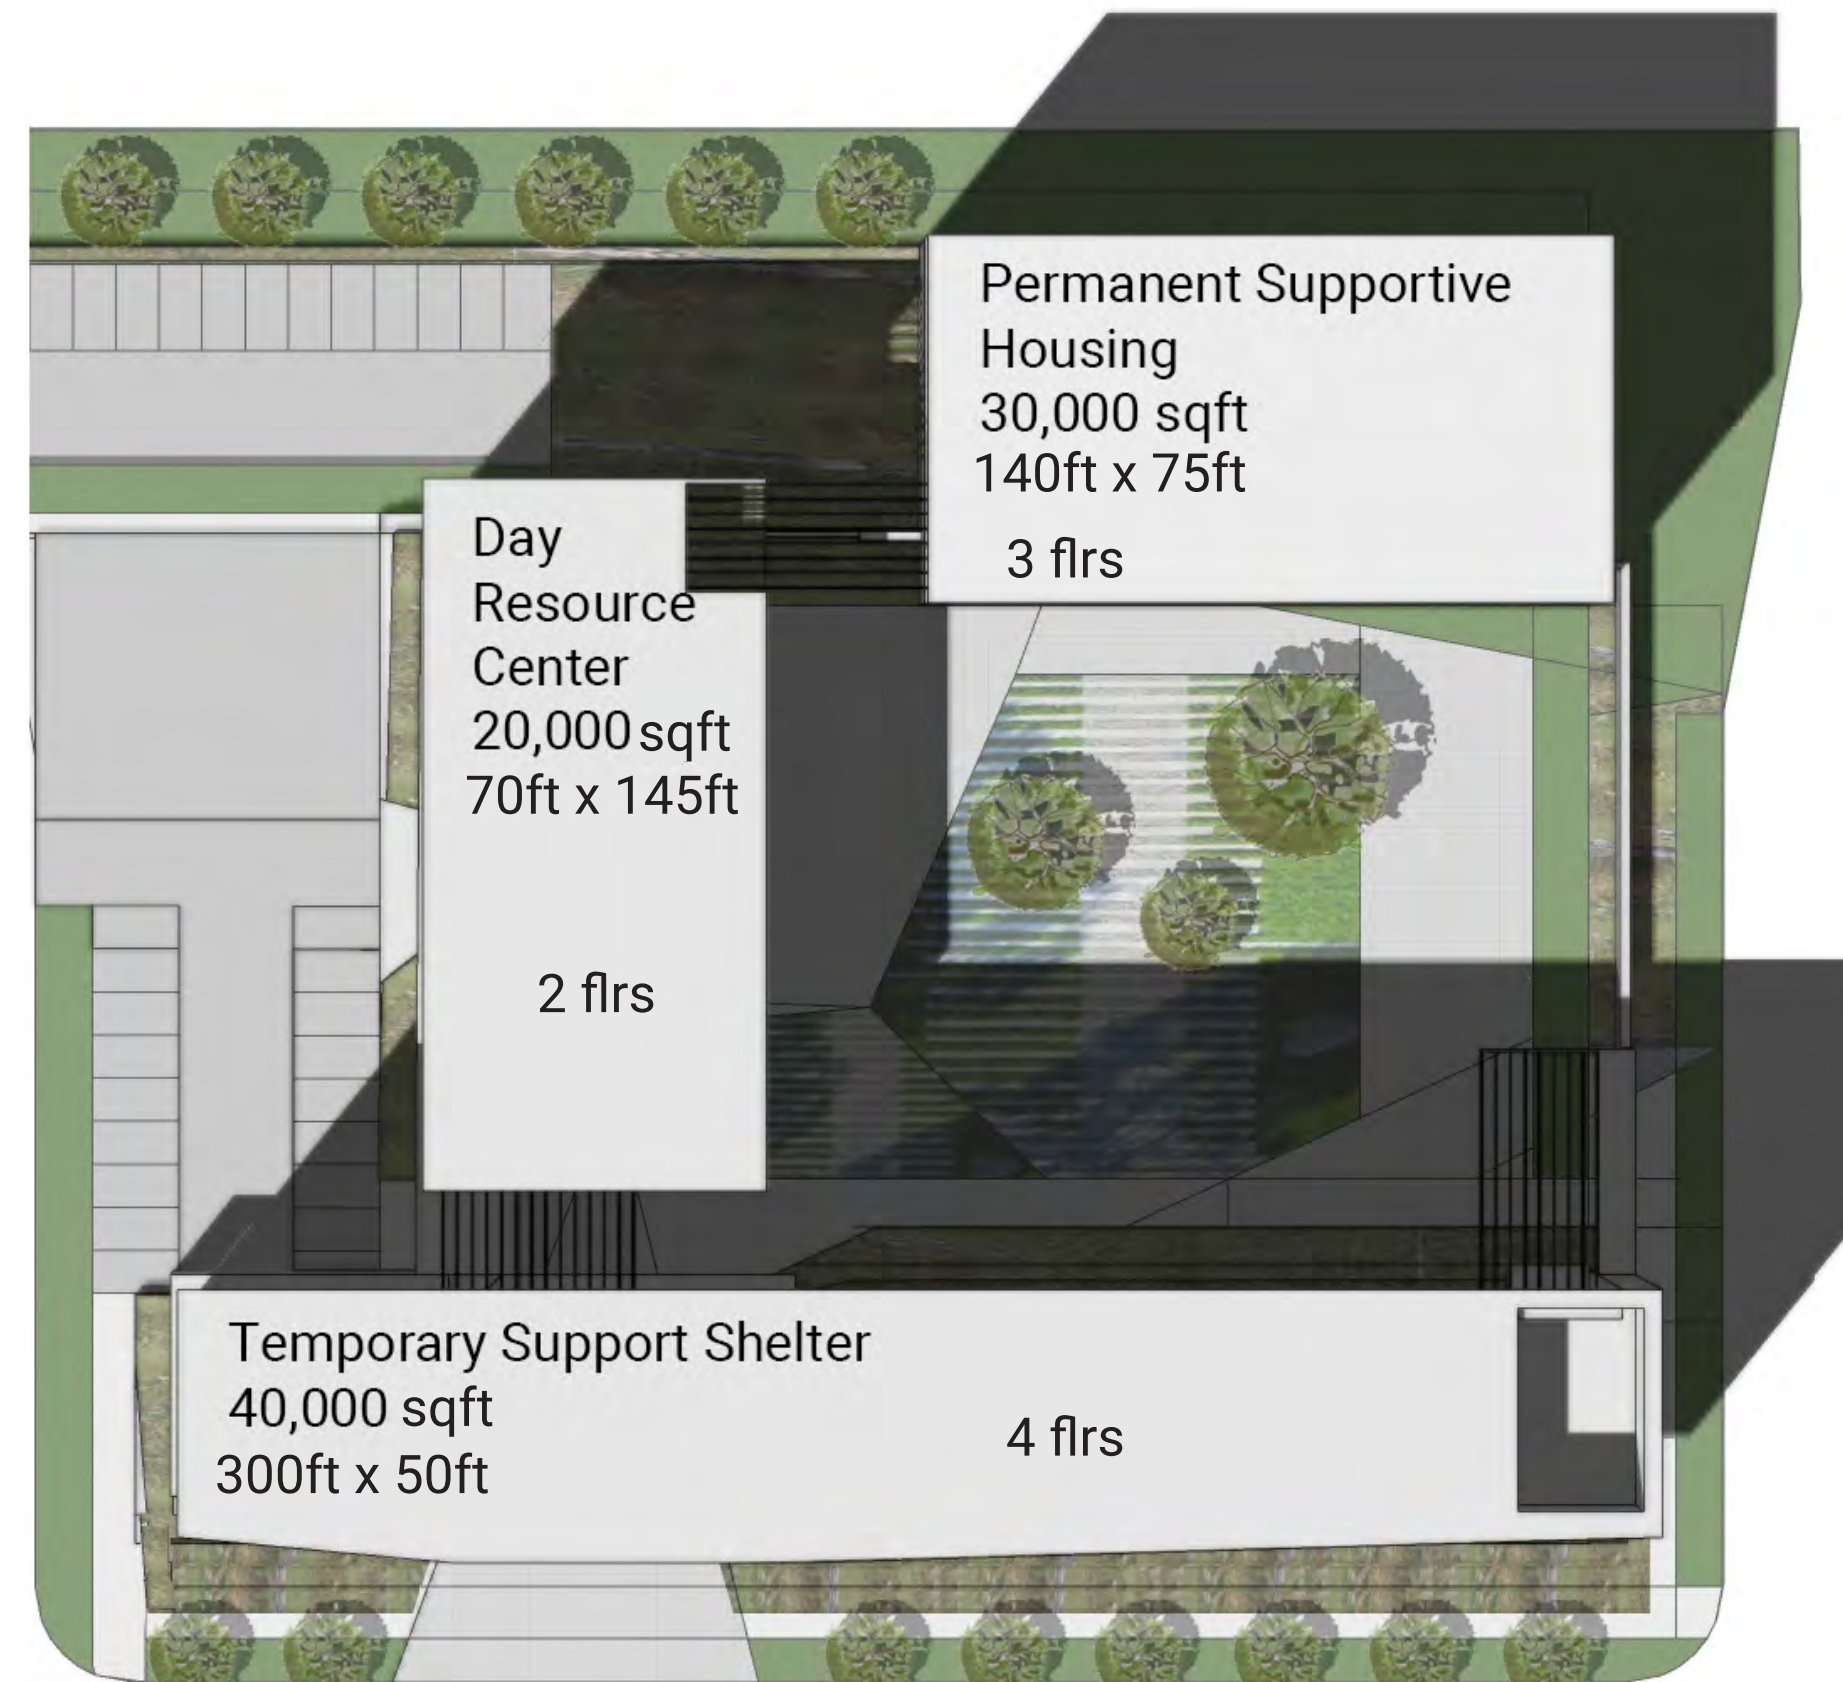 Permanent Supportive
Housing
30,000 sqft
140ft x 75ft
3 flrs
Day
Resource
Center
20,000 sqft
70ft x 145ft
2 flrs
Temporary Support Shelter
40,000 sqft
300ft x 50ft
4 flrs